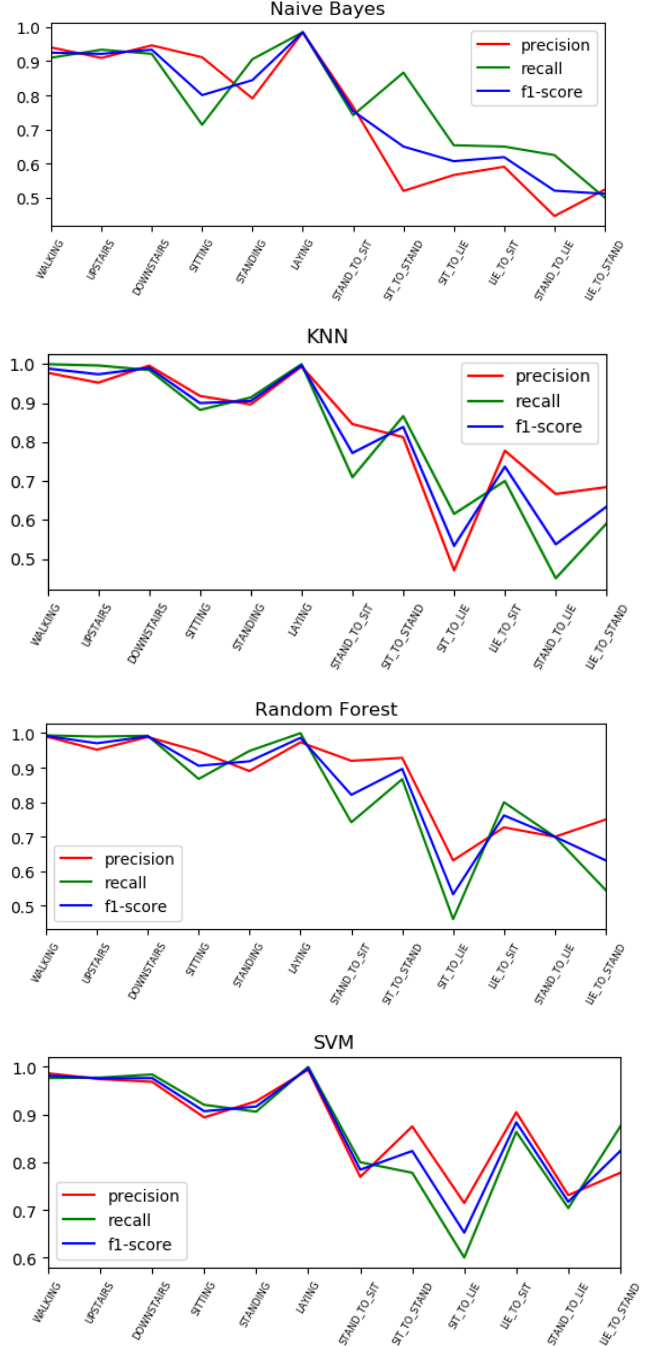 Naive Bayes
1.0
0.9
0.8
0.7
0.6
0.5
precision
recall
f1-score
WALKING
UPSTAIRS
DOWNSTAIRS
SITTING
STANDING
LAYING
STAND_TO_SIT
SIT_TO_STAND
SIT_TO_LIE
LIE_TO_SIT
STAND_TO_LIE
LIE_TO_STAND
KNN
1.0
0.9
0.8
0.7
0.6
0.5
precision
recall
f1-score
WALKING
UPSTAIRS
DOWNSTAIRS
SITTING
STANDING
LAYING
STAND_TO_SIT
SIT_TO_STAND
SIT_TO_LIE
LIE_TO_SIT
STAND_TO_LIE
LIE_TO_STAND
Random Forest
1.0
0.9
0.8
0.7
0.6
0.5
precision
recall
f1-score
WALKING
UPSTAIRS
DOWNSTAIRS
SITTING
STANDING
LAYING
STAND_TO_SIT
SIT_TO_STAND
SIT_TO_LIE
LIE_TO_SIT
STAND_TO_LIE
LIE_TO_STAND
SVM
1.0
0.9
0.8
0.7
0.6
precision
recall
f1-score
WALKING
UPSTAIRS
DOWNSTAIRS
SITTING
STANDING
LAYING
STAND_TO_SIT
SIT_TO_STAND
SIT_TO_LIE
LIE_TO_SIT
STAND_TO_LIE
LIE_TO_STAND